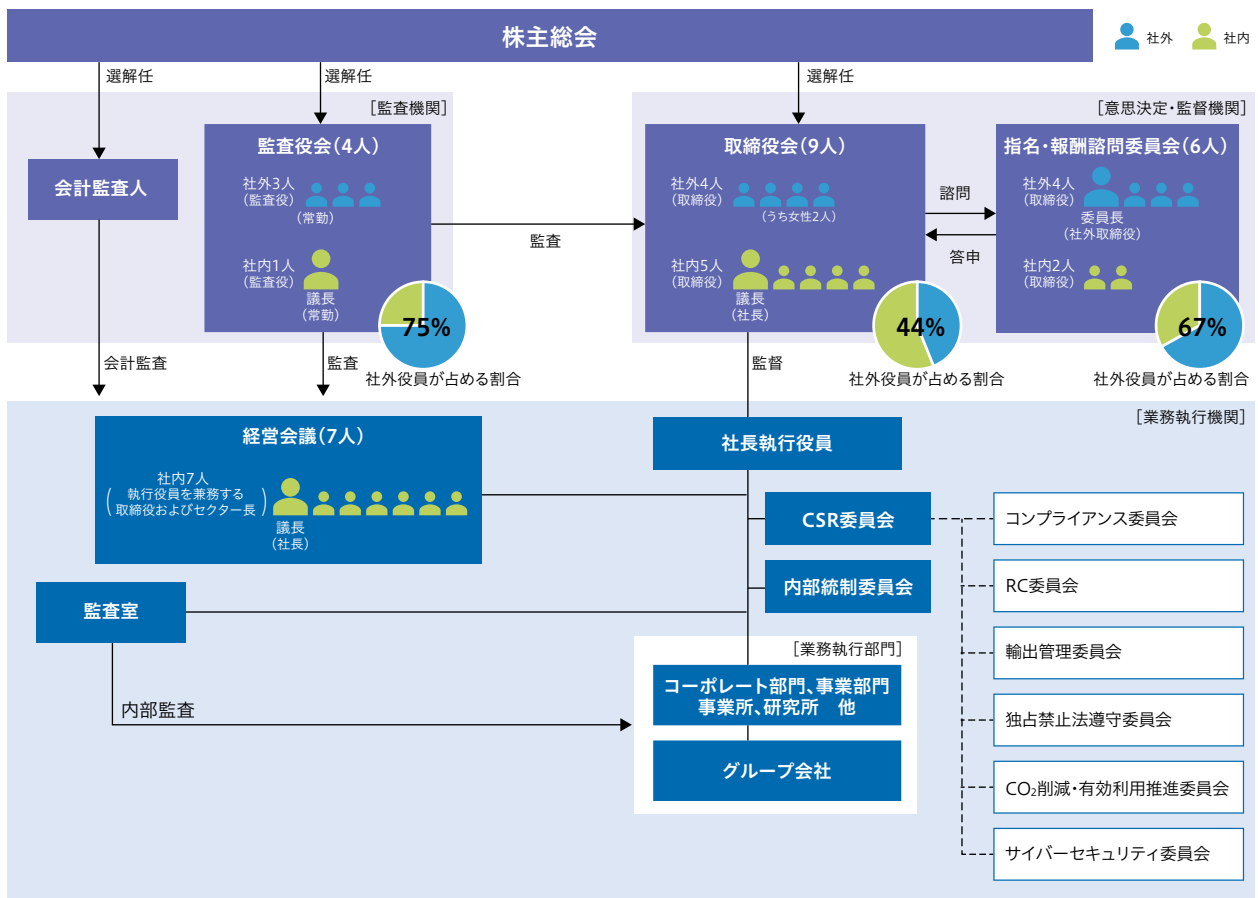 株主総会
社外
社内
選解任
選解任
選解任
[監査機関]
[意思決定・監督機関]
会計監査人
監査役会(4人)
社外3人
(監査役)
(常勤)
社内1人
(監査役)
議長
(常勤)
75%
社外役員が占める割合
監査
取締役会(9人)
社外4人
(取締役)
(うち女性2人)
社内5人
(取締役)
議長
(社長)
44%
社外役員が占める割合
諮問
答申
指名・報酬諮問委員会(6人)
社外4人
(取締役)
委員長
(社外取締役)
社内2人
(取締役)
67%
社外役員が占める割合
会計監査
監査
監督
[業務執行機関]
経営会議(7人)
社内7人
(執行役員を兼務する
取締役およびセクター長)
議長
(社長)
社長執行役員
CSR委員会
内部統制委員会
監査室
内部監査
[業務執行部門]
コーポレート部門、事業部門
事業所、研究所 他
グループ会社
コンプライアンス委員会
RC委員会
輸出管理委員会
独占禁止法遵守委員会
CO₂削減・有効利用推進委員会
サイバーセキュリティ委員会